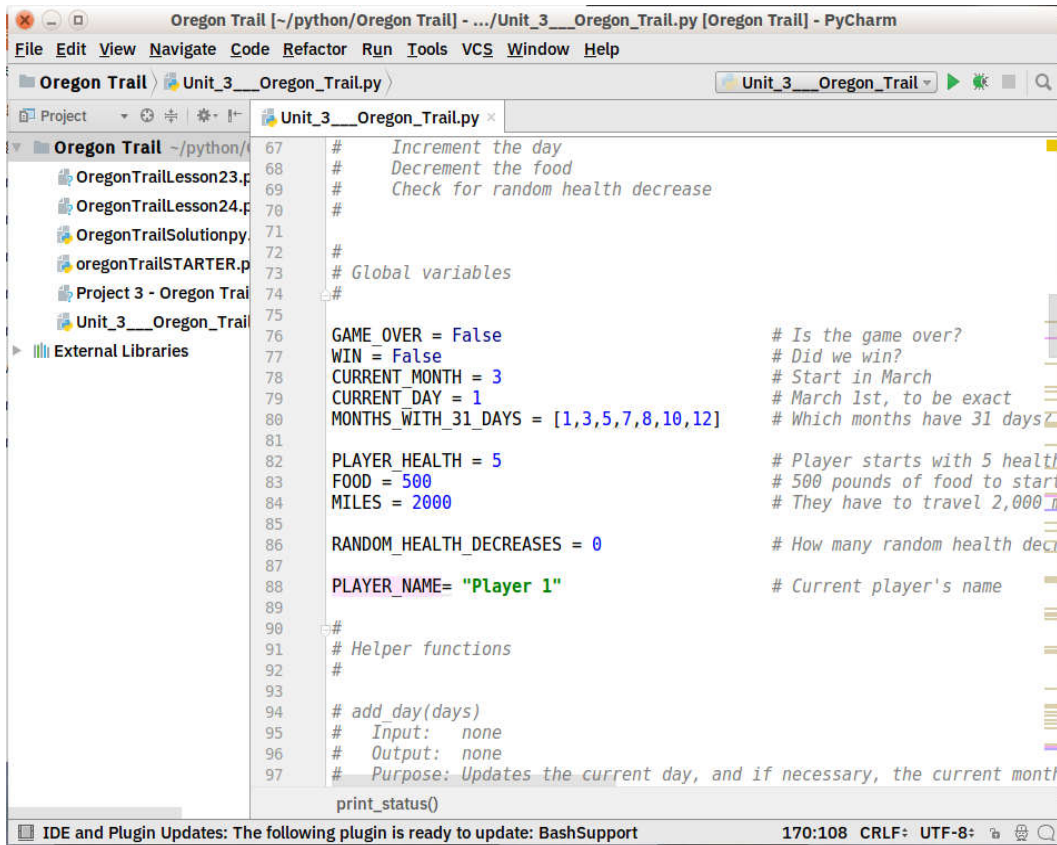 Oregon Trail [~/python/Oregon Trail] - .../Unit_3___Oregon_Trail.py [Oregon Trail] - PyCharm
File Edit View Navigate Code Refactor Run Tools VCS Window Help
Oregon Trail Unit_3___Oregon_Trail.py Unit_3___Oregon_Trail
Project Unit_3___Oregon_Trail.py ×
Oregon Trail ~/python/
OregonTrailLesson23.p
OregonTrailLesson24.p
OregonTrailSolutionpy.
oregonTrailSTARTER.p
Project 3 - Oregon Trai
Unit_3___Oregon_Trail
External Libraries
67 # Increment the day
68 # Decrement the food
69 # Check for random health decrease
70 #
71
72 #
73 # Global variables
74 #
75
76 GAME_OVER = False # Is the game over?
77 WIN = False # Did we win?
78 CURRENT_MONTH = 3 # Start in March
79 CURRENT_DAY = 1 # March 1st, to be exact
80 MONTHS_WITH_31_DAYS = [1,3,5,7,8,10,12] # Which months have 31 days?
81
82 PLAYER_HEALTH = 5 # Player starts with 5 health
83 FOOD = 500 # 500 pounds of food to start
84 MILES = 2000 # They have to travel 2,000 m
85
86 RANDOM_HEALTH_DECREASES = 0 # How many random health decr
87
88 PLAYER_NAME= "Player 1" # Current player's name
89
90 #
91 # Helper functions
92 #
93
94 # add_day(days)
95 # Input: none
96 # Output: none
97 # Purpose: Updates the current day, and if necessary, the current month
print_status()
IDE and Plugin Updates: The following plugin is ready to update: BashSupport 170:108 CRLF UTF-8